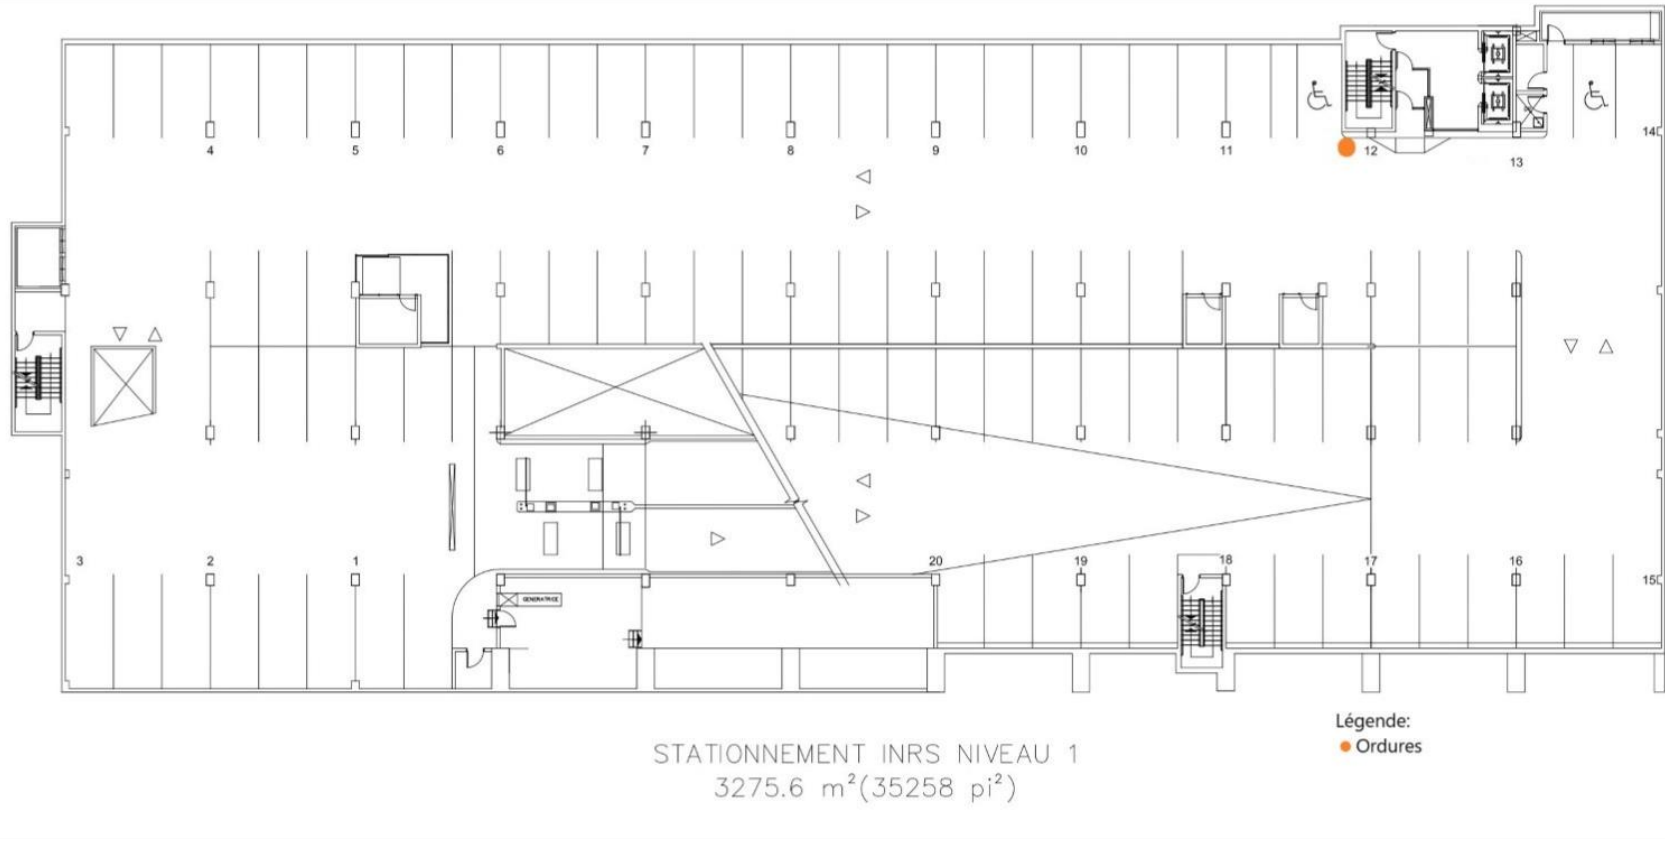 4 5 6 7 8 9 10 11 12 13 14
3 2 1 20 19 18 17 16 15
GENERATRICE
Légende:
Ordures
STATIONNEMENT INRS NIVEAU 1
3275.6 m²(35258 pi²)